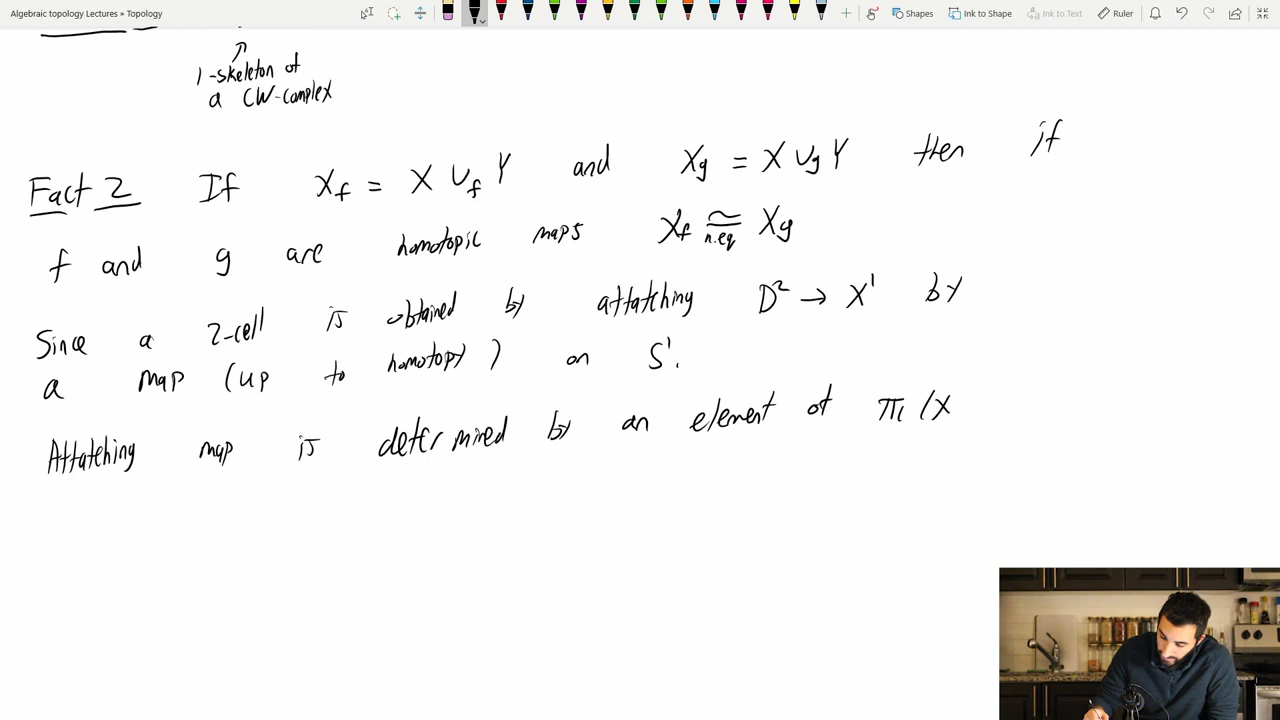 Algebraic topology Lectures » Topology
Shapes Ink to Shape Ink to Text Ruler
1-skeleton of
a CW-complex
Fact 2 If X_f = X ∪_f Y and X_g = X ∪_g Y then if
f and g are homotopic maps X_f ≅ X_g
h.eq
Since a 2-cell is obtained by attatching D² → X¹ by
a map (up to homotopy) on S¹.
Attatching map is determined by an element of π₁(X